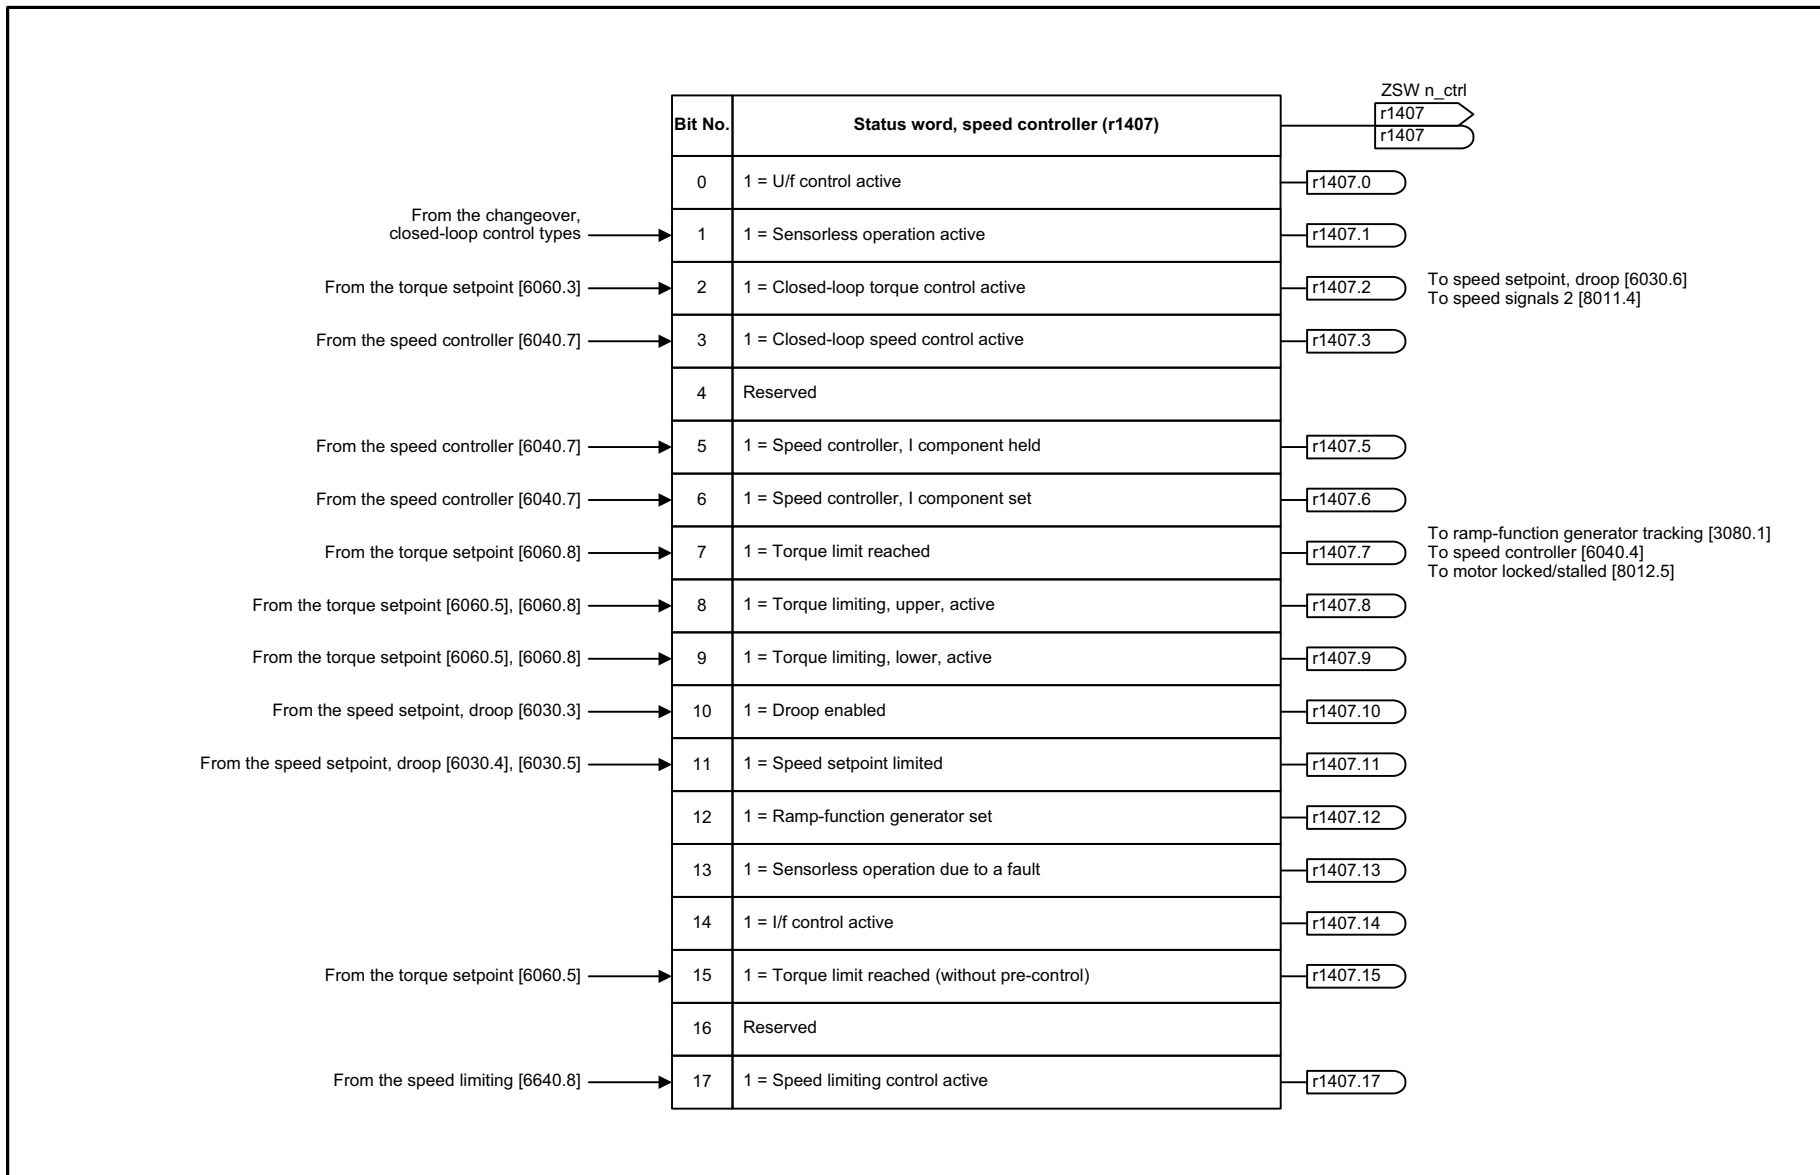 ZSW n_ctrl
Bit No. Status word, speed controller (r1407) r1407
r1407
0 1 = U/f control active r1407.0
From the changeover,
closed-loop control types 1 1 = Sensorless operation active r1407.1
From the torque setpoint [6060.3] 2 1 = Closed-loop torque control active r1407.2 To speed setpoint, droop [6030.6]
To speed signals 2 [8011.4]
From the speed controller [6040.7] 3 1 = Closed-loop speed control active r1407.3
4 Reserved
From the speed controller [6040.7] 5 1 = Speed controller, I component held r1407.5
From the speed controller [6040.7] 6 1 = Speed controller, I component set r1407.6
To ramp-function generator tracking [3080.1]
From the torque setpoint [6060.8] 7 1 = Torque limit reached r1407.7 To speed controller [6040.4]
To motor locked/stalled [8012.5]
From the torque setpoint [6060.5], [6060.8] 8 1 = Torque limiting, upper, active r1407.8
From the torque setpoint [6060.5], [6060.8] 9 1 = Torque limiting, lower, active r1407.9
From the speed setpoint, droop [6030.3] 10 1 = Droop enabled r1407.10
From the speed setpoint, droop [6030.4], [6030.5] 11 1 = Speed setpoint limited r1407.11
12 1 = Ramp-function generator set r1407.12
13 1 = Sensorless operation due to a fault r1407.13
14 1 = I/f control active r1407.14
From the torque setpoint [6060.5] 15 1 = Torque limit reached (without pre-control) r1407.15
16 Reserved
From the speed limiting [6640.8] 17 1 = Speed limiting control active r1407.17